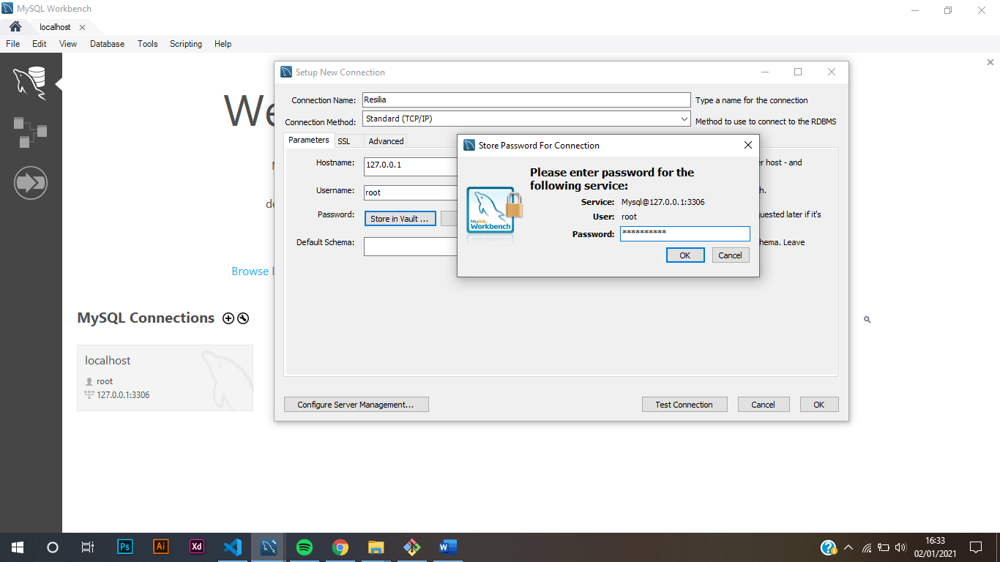 MySQL Workbench
localhost
File Edit View Database Tools Scripting Help
Setup New Connection
Connection Name: Resilia Type a name for the connection
Connection Method: Standard (TCP/IP) Method to use to connect to the RDBMS
Parameters SSL Advanced
Hostname: 127.0.0.1 host - and
Username: root
Password: Store in Vault ... later if it's
Default Schema: Leave
Store Password For Connection
Please enter password for the
following service:
Service: Mysql@127.0.0.1:3306
User: root
Password: **********
OK Cancel
MySQL
Workbench
We
Browse
MySQL Connections
localhost
root
127.0.0.1:3306
Configure Server Management... Test Connection Cancel OK
Ps Ai Xd
16:33
02/01/2021